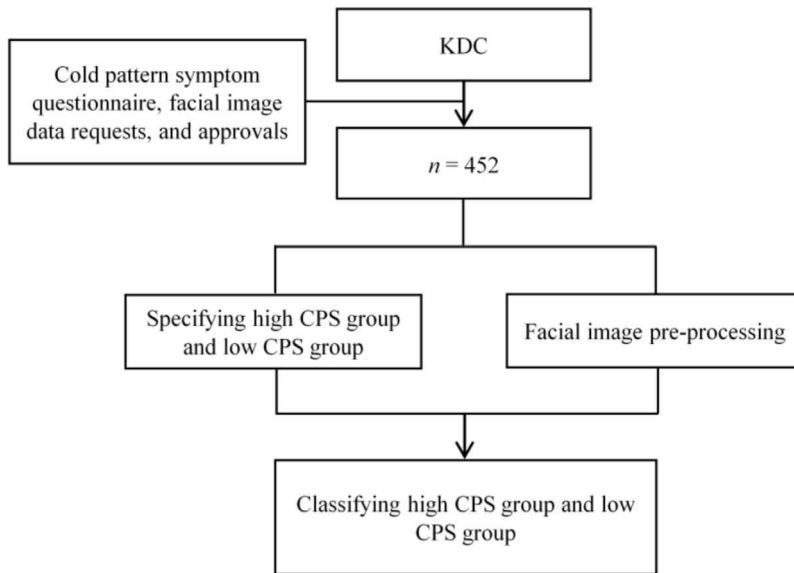 KDC
Cold pattern symptom
questionnaire, facial image
data requests, and approvals
n = 452
Specifying high CPS group
and low CPS group
Facial image pre-processing
Classifying high CPS group and low
CPS group